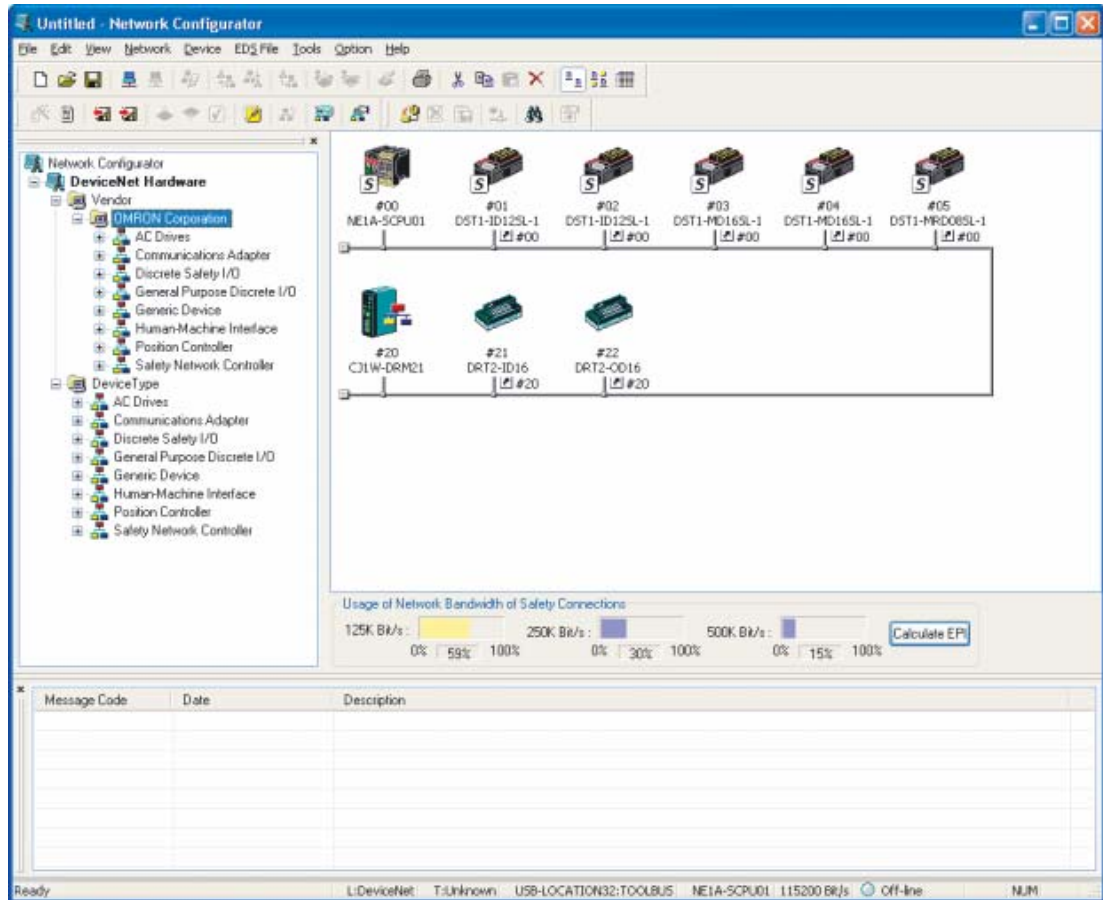 Untitled - Network Configurator
File Edit View Network Device EDS File Tools Option Help
Network Configurator
DeviceNet Hardware
Vendor
OMRON Corporation
AC Drives
Communications Adapter
Discrete Safety I/O
General Purpose Discrete I/O
Generic Device
Human-Machine Interface
Position Controller
Safety Network Controller
DeviceType
AC Drives
Communications Adapter
Discrete Safety I/O
General Purpose Discrete I/O
Generic Device
Human-Machine Interface
Position Controller
Safety Network Controller
S S S S S S
#00 #01 #02 #03 #04 #05
NE1A-SCPU01 DST1-ID12SL-1 DST1-ID12SL-1 DST1-MD16SL-1 DST1-MD16SL-1 DST1-MRD08SL-1
#00 #00 #00 #00 #00
#20 #21 #22
CJ1W-DRM21 DRT2-ID16 DRT2-OD16
#20 #20
Usage of Network Bandwidth of Safety Connections
125K Bit/s : 250K Bit/s : 500K Bit/s : Calculate EPI
0% 59% 100% 0% 30% 100% 0% 15% 100%
Message Code Date Description
Ready L:DeviceNet T:Unknown USB-LOCATION32:TOOLBUS NE1A-SCPU01 115200 Bit/s Off-line NUM